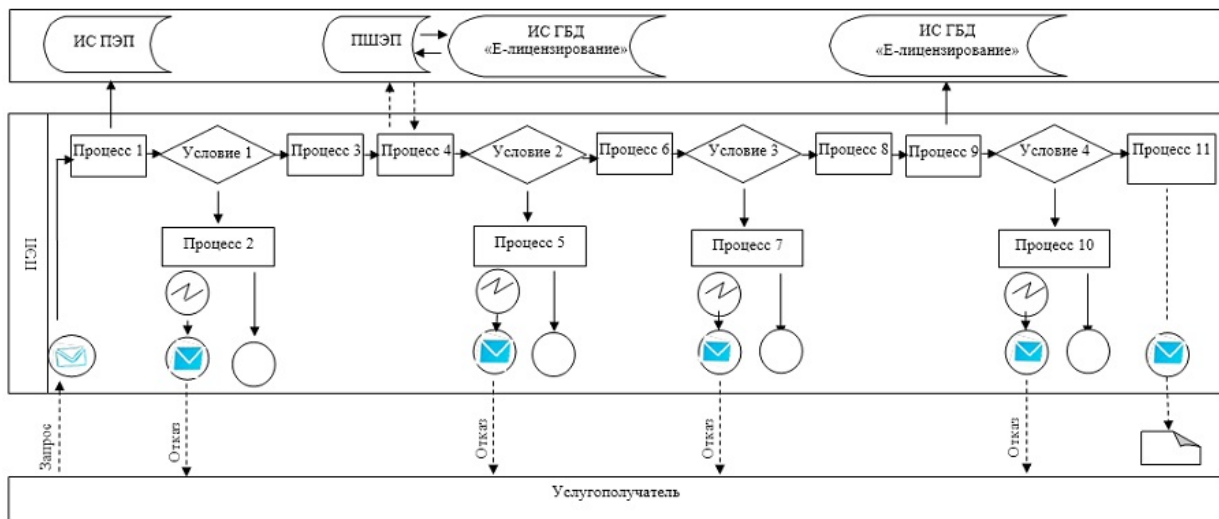 ИС ПЭП
ПШЭП
ИС ГБД
«Е-лицензирование»
ИС ГБД
«Е-лицензирование»
ПЭП
Процесс 1
Условие 1
Процесс 3
Процесс 4
Условие 2
Процесс 6
Условие 3
Процесс 8
Процесс 9
Условие 4
Процесс 11
Процесс 2
Процесс 5
Процесс 7
Процесс 10
Запрос
Отказ
Отказ
Отказ
Отказ
Услугополучатель